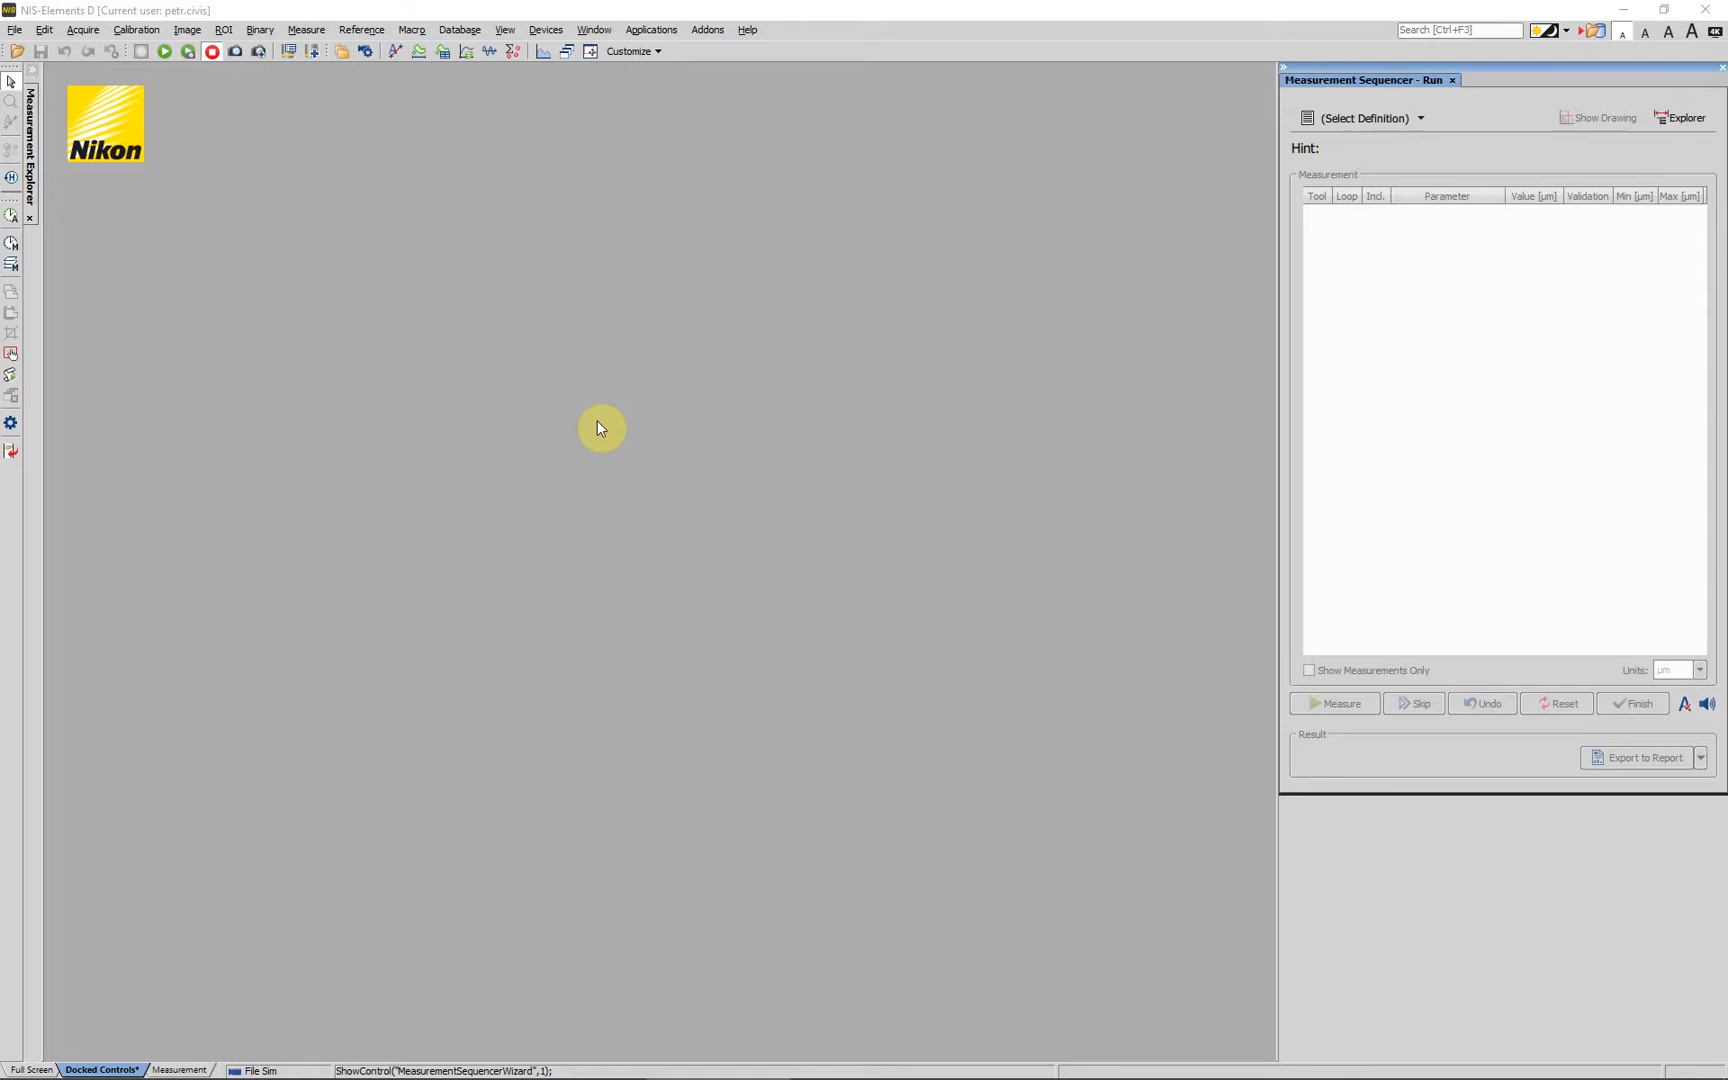 NIS-Elements D [Current user: petr.civis]
File Edit Acquire Calibration Image ROI Binary Measure Reference Macro Database View Devices Window Applications Addons Help
Search [Ctrl+F3]
A A A A 4K
Customize
Measurement Explorer
Nikon
Measurement Sequencer - Run
(Select Definition) Show Drawing Explorer
Hint:
Measurement
Tool Loop Incl. Parameter Value [µm] Validation Min [µm] Max [µm]
Show Measurements Only Units: µm
Measure Skip Undo Reset Finish
Result
Export to Report
Full Screen Docked Controls* Measurement File Sim ShowControl("MeasurementSequencerWizard",1);